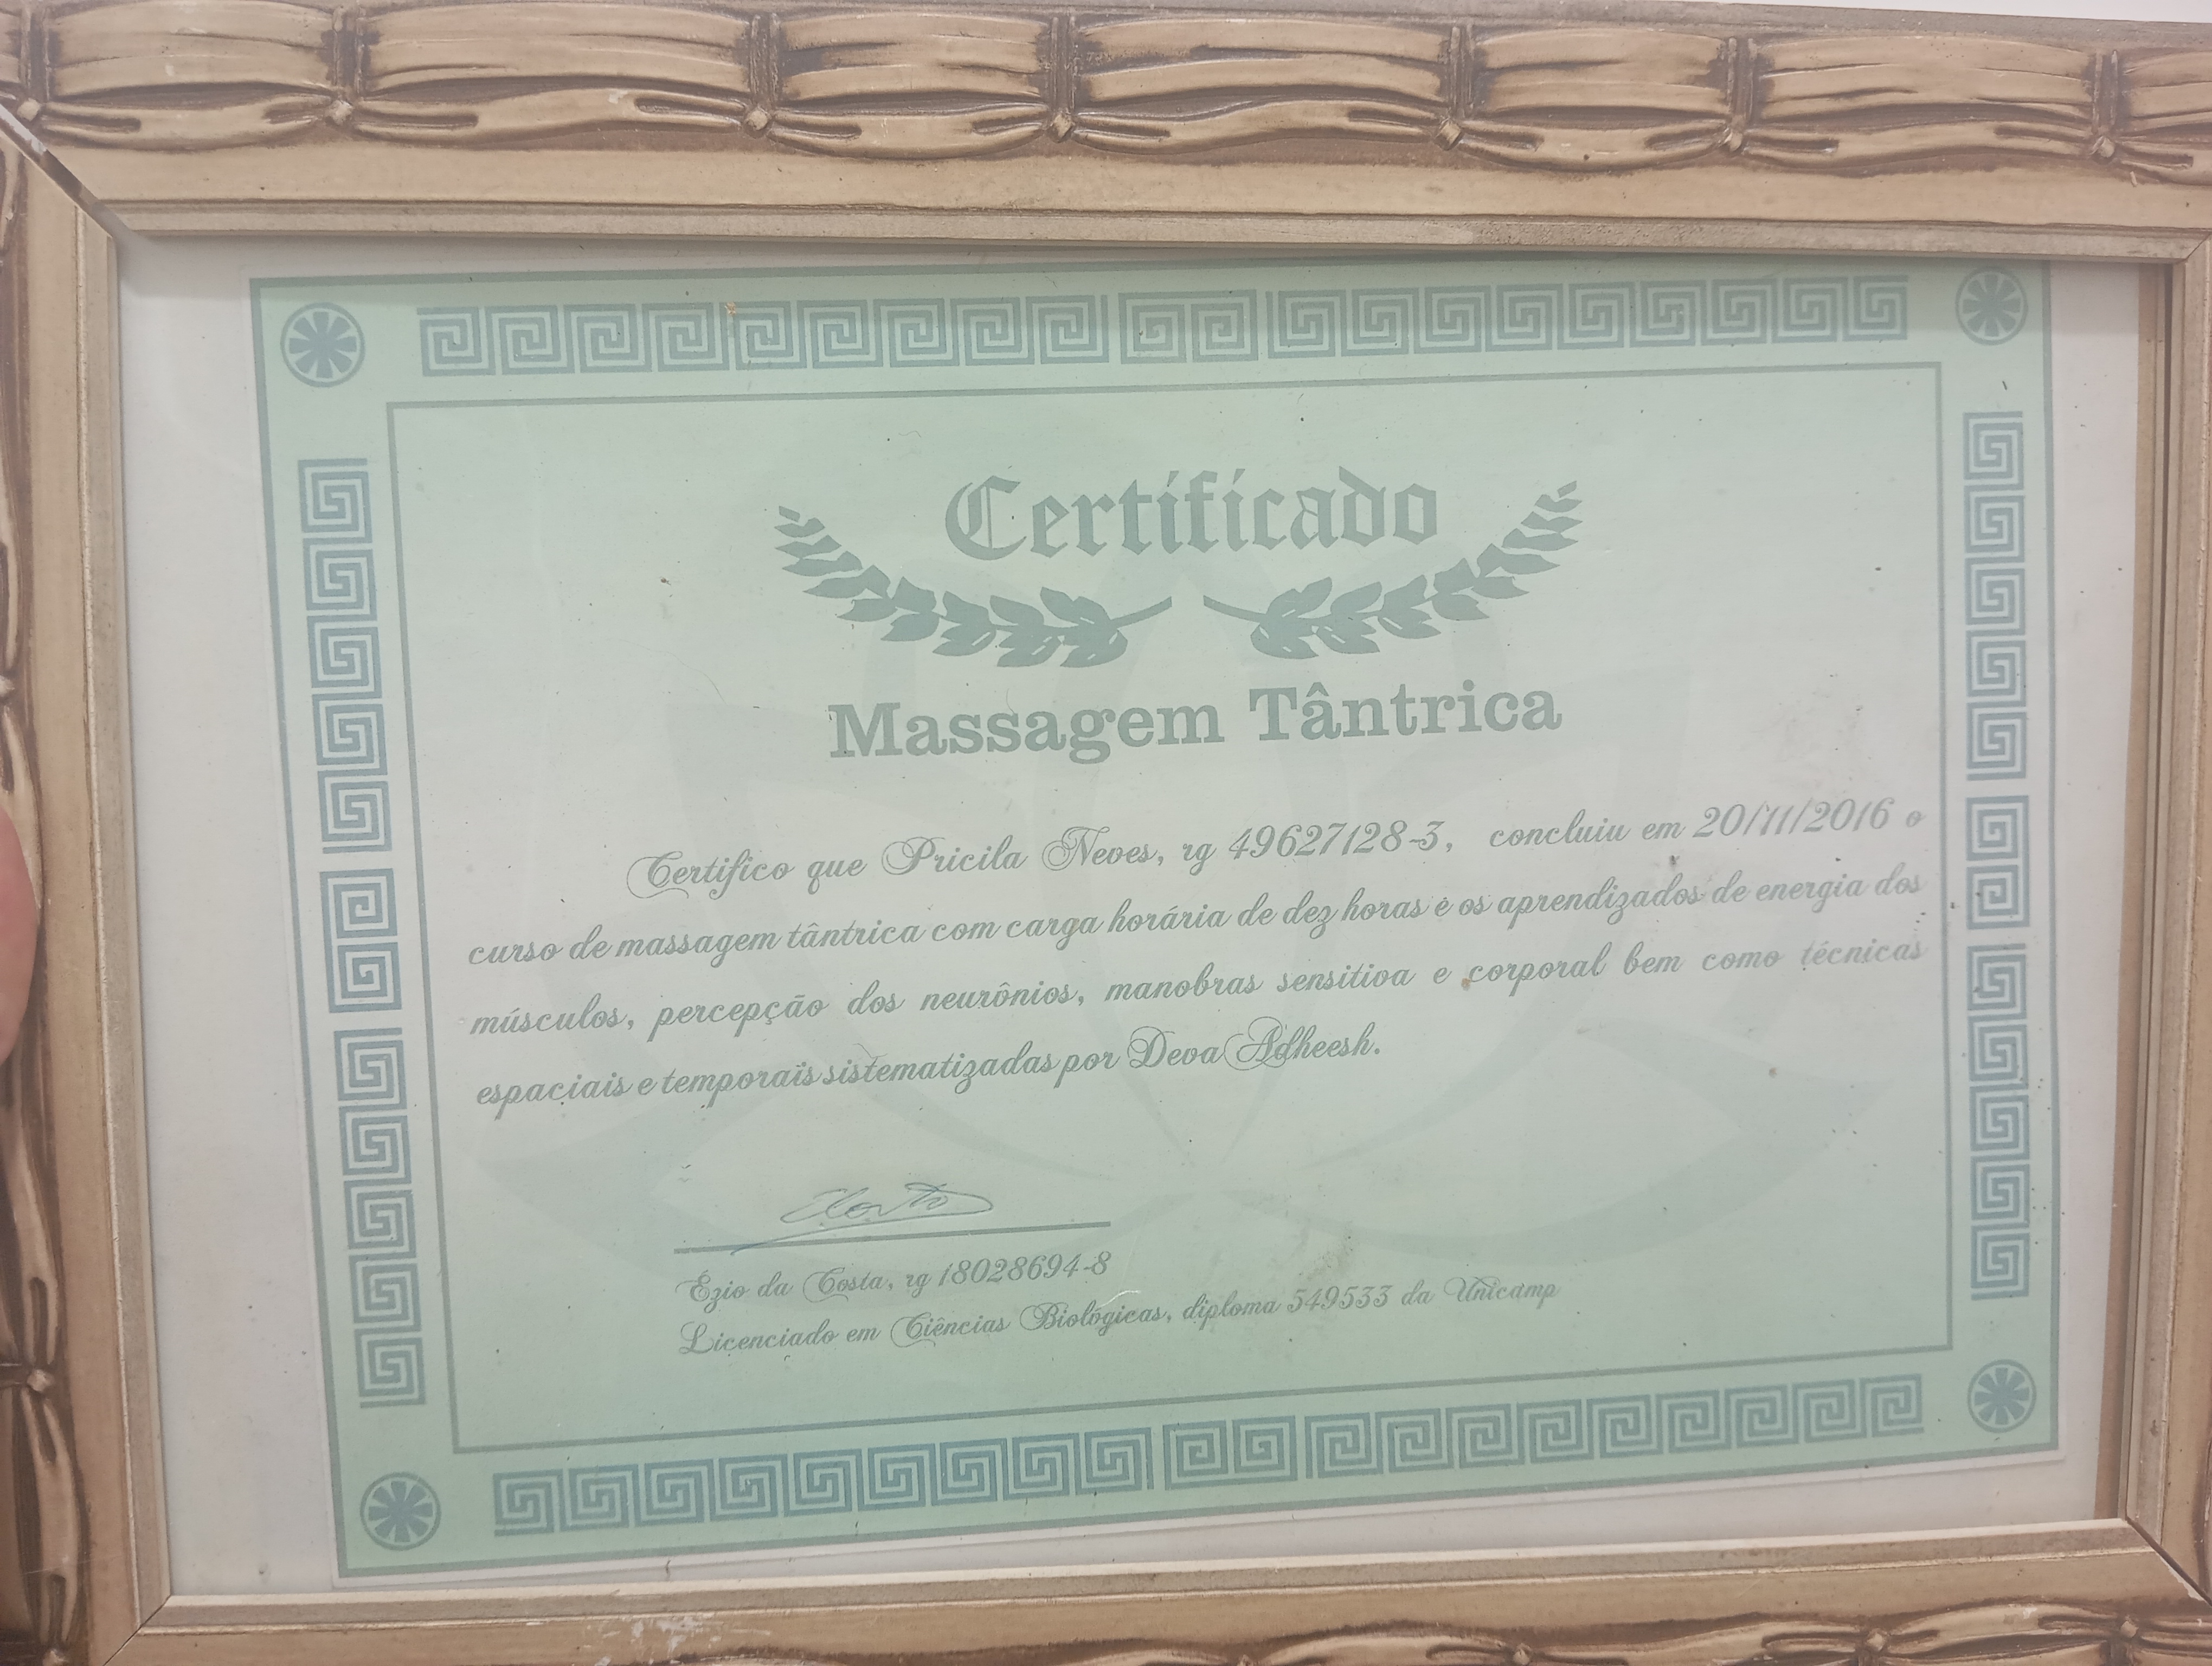 Certificado
Massagem Tântrica
Certifico que Pricila Neves, rg 49627128-3, concluiu em 20/11/2016 o
curso de massagem tântrica com carga horária de dez horas e os aprendizados de energia dos
músculos, percepção dos neurônios, manobras sensitiva e corporal bem como técnicas
espaciais e temporais sistematizadas por Deva Adheesh.
Ézio da Costa, rg 18028694-8
Licenciado em Ciências Biológicas, diploma 549533 da Unicamp